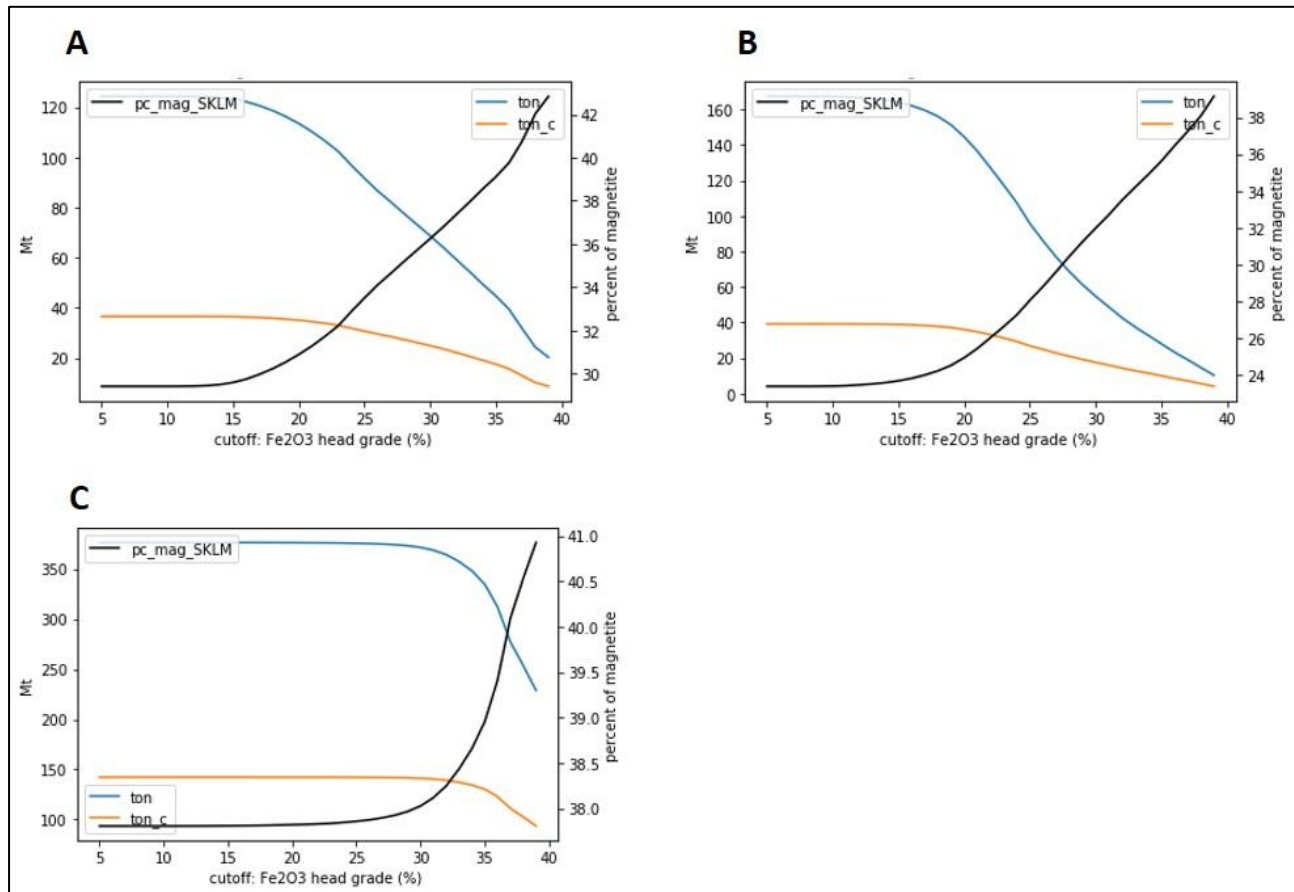 A
B
pc_mag_SKLM
ton
ton_c
120
100
80
60
40
20
Mt
42
40
38
36
34
32
30
percent of magnetite
5 10 15 20 25 30 35 40
cutoff: Fe2O3 head grade (%)
pc_mag_SKLM
ton
ton_c
160
140
120
100
80
60
40
20
0
Mt
38
36
34
32
30
28
26
24
percent of magnetite
5 10 15 20 25 30 35 40
cutoff: Fe2O3 head grade (%)
C
pc_mag_SKLM
ton
ton_c
350
300
250
200
150
100
Mt
41.0
40.5
40.0
39.5
39.0
38.5
38.0
percent of magnetite
5 10 15 20 25 30 35 40
cutoff: Fe2O3 head grade (%)